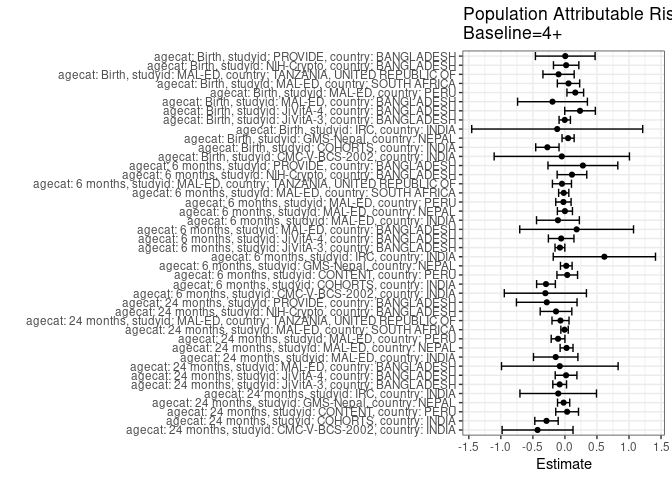 Population Attributable Ris
Baseline=4+
agecat: Birth, studyid: PROVIDE, country: BANGLADESH
agecat: Birth, studyid: NIH-Crypto, country: BANGLADESH
agecat: Birth, studyid: MAL-ED, country: TANZANIA, UNITED REPUBLIC OF
agecat: Birth, studyid: MAL-ED, country: SOUTH AFRICA
agecat: Birth, studyid: MAL-ED, country: PERU
agecat: Birth, studyid: MAL-ED, country: BANGLADESH
agecat: Birth, studyid: JiVitA-4, country: BANGLADESH
agecat: Birth, studyid: JiVitA-3, country: BANGLADESH
agecat: Birth, studyid: IRC, country: INDIA
agecat: Birth, studyid: GMS-Nepal, country: NEPAL
agecat: Birth, studyid: COHORTS, country: INDIA
agecat: Birth, studyid: CMC-V-BCS-2002, country: INDIA
agecat: 6 months, studyid: PROVIDE, country: BANGLADESH
agecat: 6 months, studyid: NIH-Crypto, country: BANGLADESH
agecat: 6 months, studyid: MAL-ED, country: TANZANIA, UNITED REPUBLIC OF
agecat: 6 months, studyid: MAL-ED, country: SOUTH AFRICA
agecat: 6 months, studyid: MAL-ED, country: PERU
agecat: 6 months, studyid: MAL-ED, country: NEPAL
agecat: 6 months, studyid: MAL-ED, country: INDIA
agecat: 6 months, studyid: MAL-ED, country: BANGLADESH
agecat: 6 months, studyid: JiVitA-4, country: BANGLADESH
agecat: 6 months, studyid: JiVitA-3, country: BANGLADESH
agecat: 6 months, studyid: IRC, country: INDIA
agecat: 6 months, studyid: GMS-Nepal, country: NEPAL
agecat: 6 months, studyid: CONTENT, country: PERU
agecat: 6 months, studyid: COHORTS, country: INDIA
agecat: 6 months, studyid: CMC-V-BCS-2002, country: INDIA
agecat: 24 months, studyid: PROVIDE, country: BANGLADESH
agecat: 24 months, studyid: NIH-Crypto, country: BANGLADESH
agecat: 24 months, studyid: MAL-ED, country: TANZANIA, UNITED REPUBLIC OF
agecat: 24 months, studyid: MAL-ED, country: SOUTH AFRICA
agecat: 24 months, studyid: MAL-ED, country: PERU
agecat: 24 months, studyid: MAL-ED, country: NEPAL
agecat: 24 months, studyid: MAL-ED, country: INDIA
agecat: 24 months, studyid: MAL-ED, country: BANGLADESH
agecat: 24 months, studyid: JiVitA-4, country: BANGLADESH
agecat: 24 months, studyid: JiVitA-3, country: BANGLADESH
agecat: 24 months, studyid: IRC, country: INDIA
agecat: 24 months, studyid: GMS-Nepal, country: NEPAL
agecat: 24 months, studyid: CONTENT, country: PERU
agecat: 24 months, studyid: COHORTS, country: INDIA
agecat: 24 months, studyid: CMC-V-BCS-2002, country: INDIA
-1.5 -1.0 -0.5 0.0 0.5 1.0 1.5
Estimate